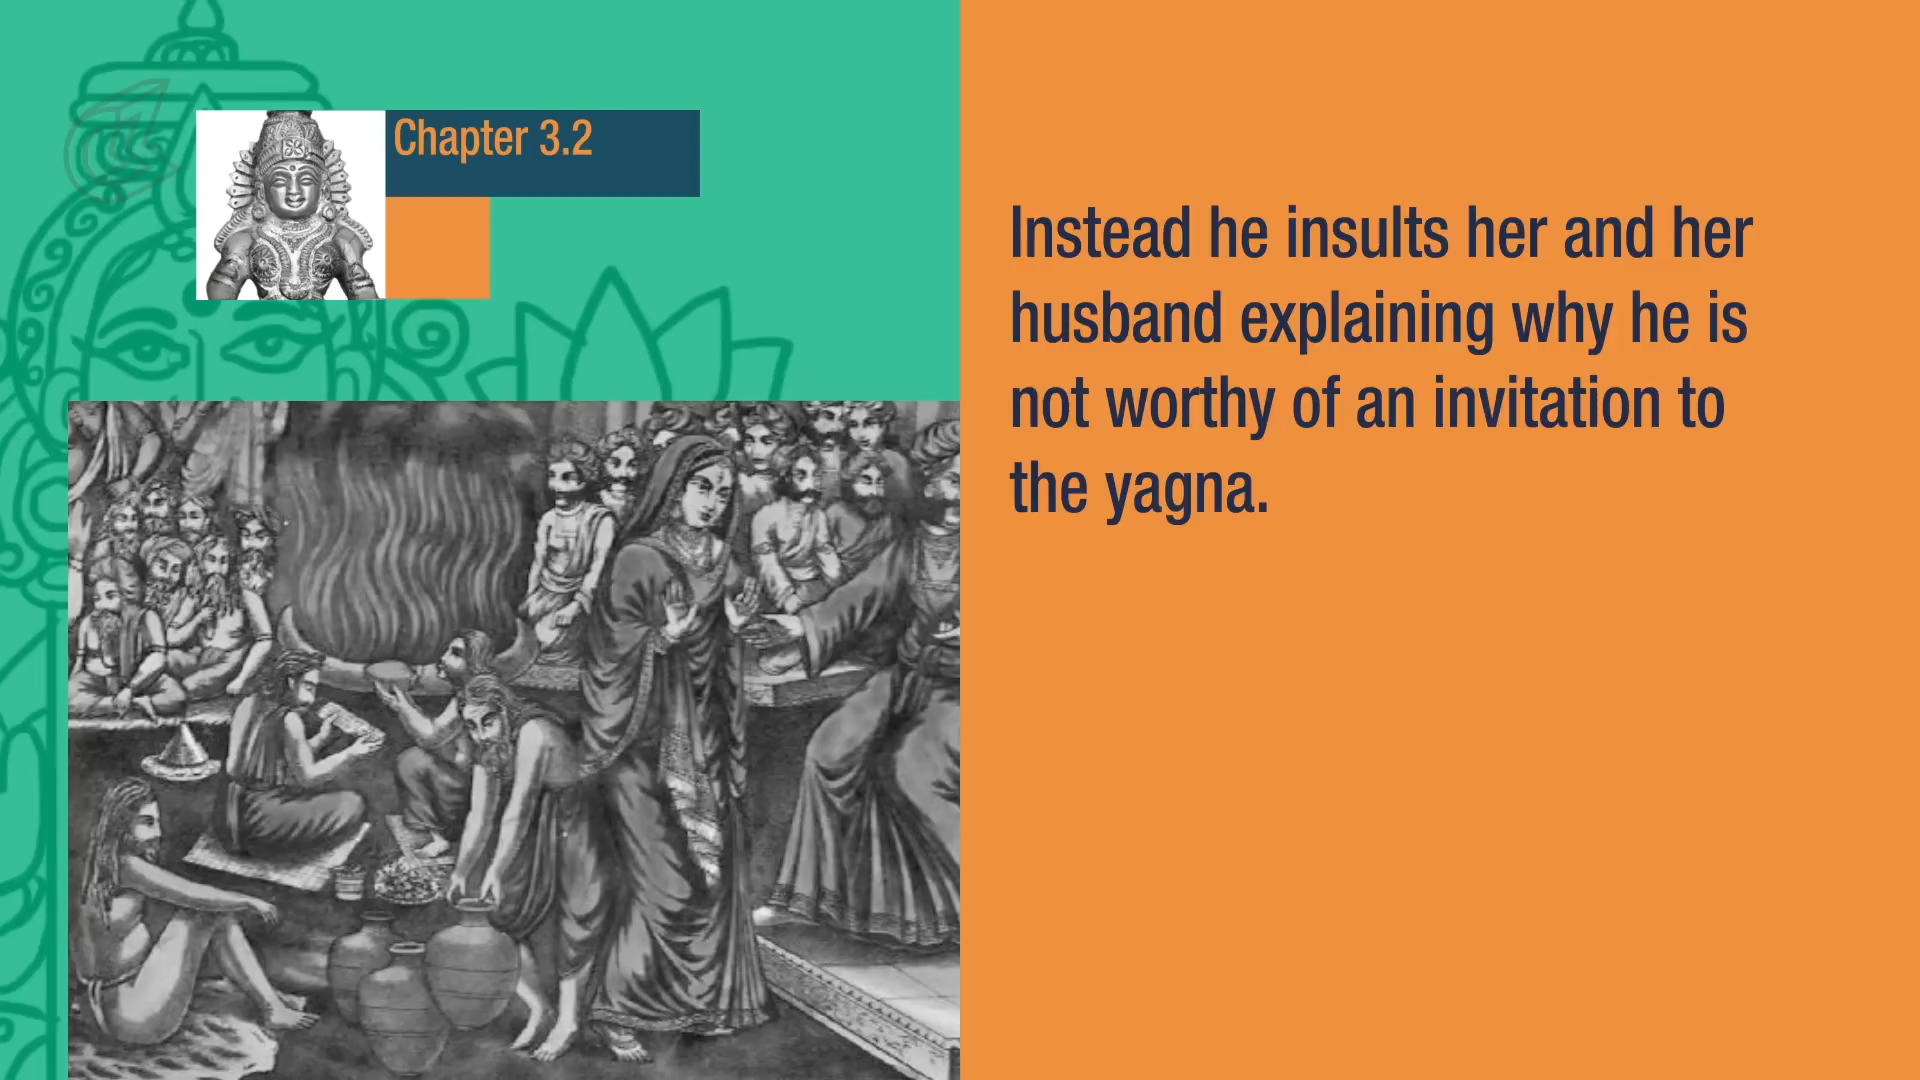 Chapter 3.2
Instead he insults her and her
husband explaining why he is
not worthy of an invitation to
the yagna.